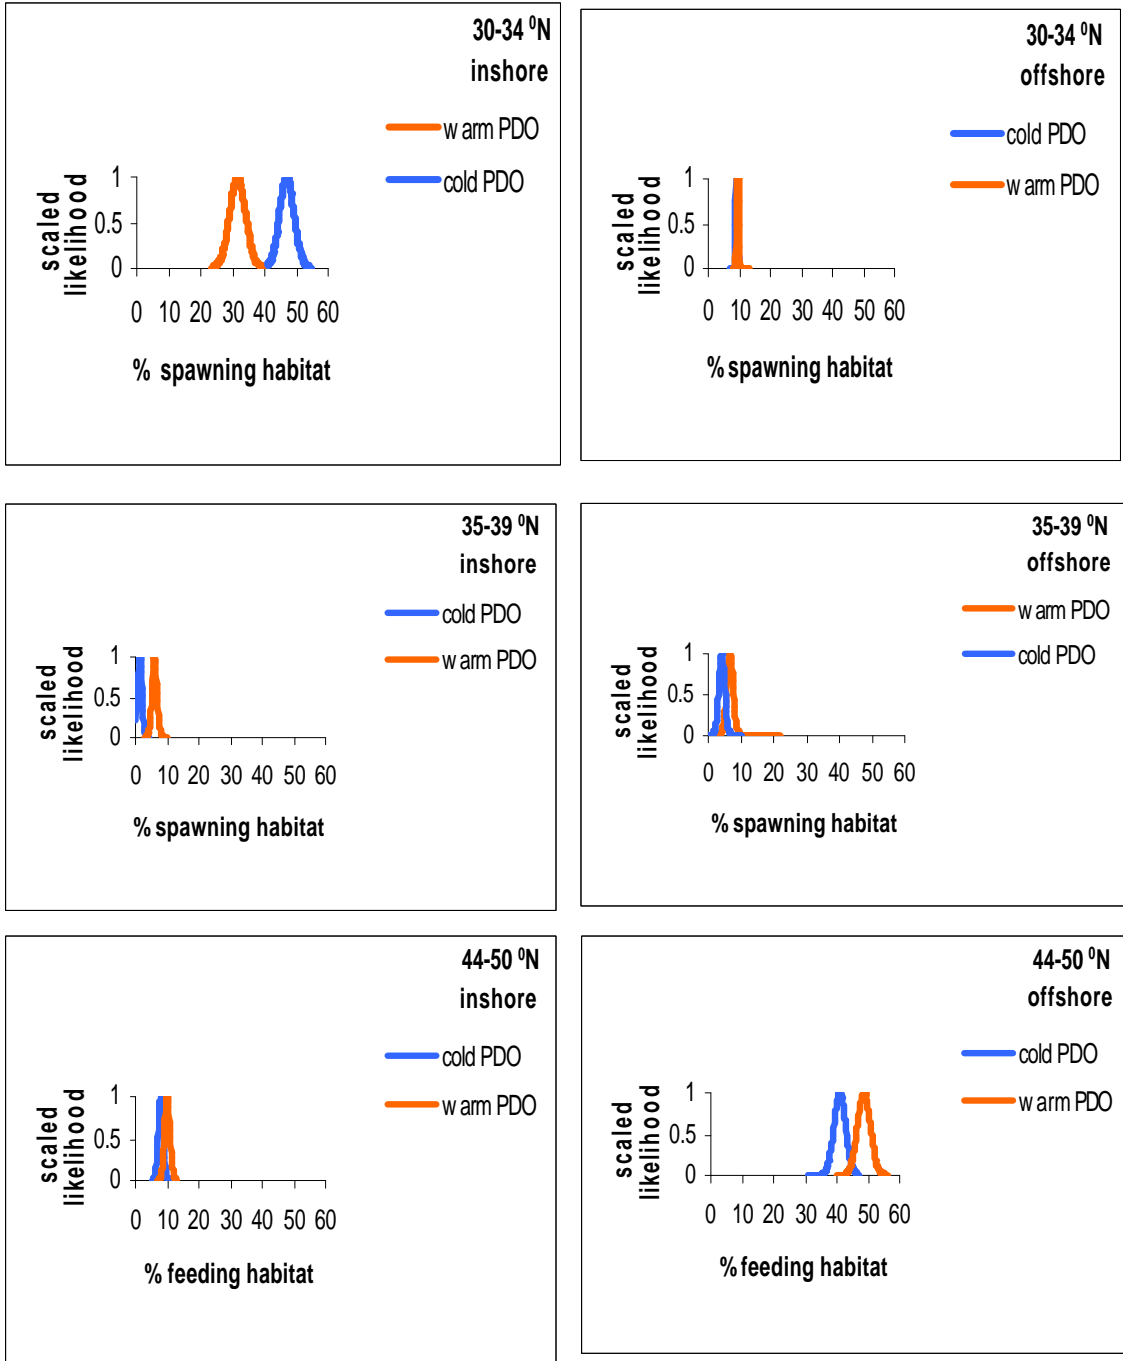 30-34 ⁰N
inshore
w arm PDO
cold PDO
scaled
likelihood
1
0.5
0
0 10 20 30 40 50 60
% spawning habitat
30-34 ⁰N
offshore
cold PDO
w arm PDO
scaled
likelihood
1
0.5
0
0 10 20 30 40 50 60
% spawning habitat
35-39 ⁰N
inshore
cold PDO
w arm PDO
scaled
likelihood
1
0.5
0
0 10 20 30 40 50 60
% spawning habitat
35-39 ⁰N
offshore
w arm PDO
cold PDO
scaled
likelihood
1
0.5
0
0 10 20 30 40 50 60
% spawning habitat
44-50 ⁰N
inshore
cold PDO
w arm PDO
scaled
likelihood
1
0.5
0
0 10 20 30 40 50 60
% feeding habitat
44-50 ⁰N
offshore
cold PDO
w arm PDO
scaled
likelihood
1
0.5
0
0 10 20 30 40 50 60
% feeding habitat